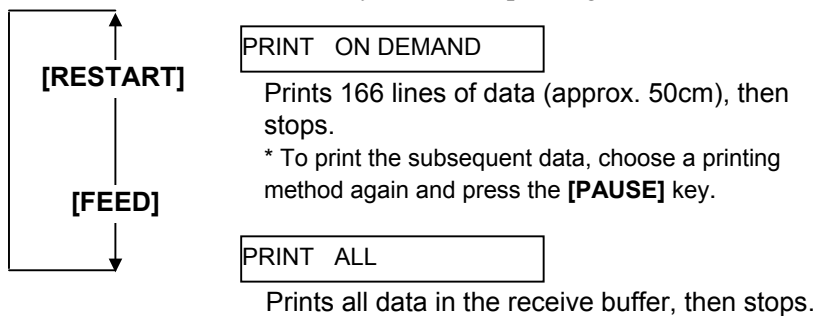 [RESTART]
[FEED]
PRINT ON DEMAND
Prints 166 lines of data (approx. 50cm), then
stops.
* To print the subsequent data, choose a printing
method again and press the [PAUSE] key.
PRINT ALL
Prints all data in the receive buffer, then stops.